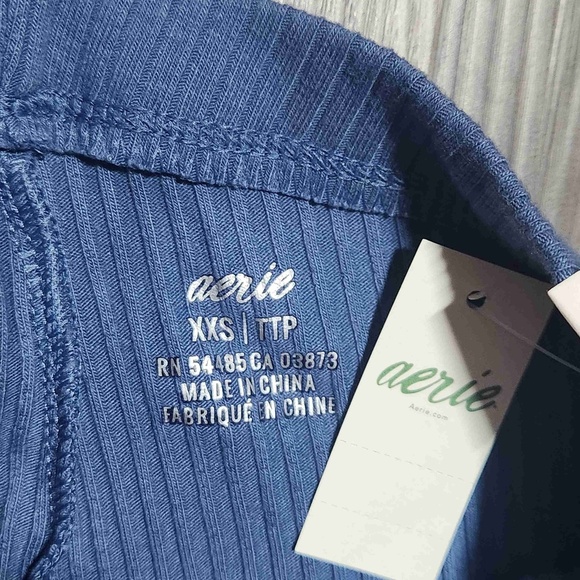 aerie
XXS | TTP
RN 54485 CA 03873
MADE IN CHINA
FABRIQUÉ EN CHINE
aerie
Aerie.com